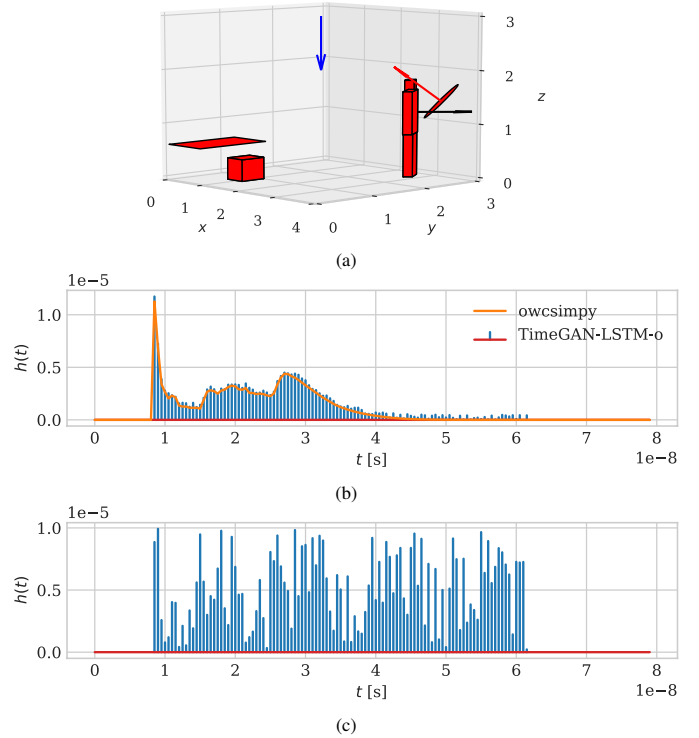 3
2
z
1
0
0
1
2
3
4
x
0
1
2
3
y
(a)
1e−5
1.0
0.5
0.0
h(t)
owcsimpy
TimeGAN-LSTM-o
0 1 2 3 4 5 6 7 8
t [s]
1e−8
(b)
1e−5
1.0
0.5
0.0
h(t)
0 1 2 3 4 5 6 7 8
t [s]
1e−8
(c)